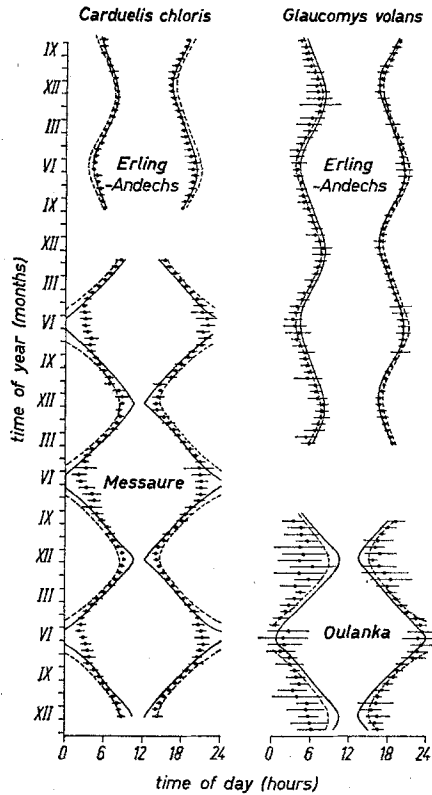 Carduelis chloris
Glaucomys volans
IX
XII
III
VI
IX
XII
III
VI
IX
XII
III
VI
IX
XII
III
VI
IX
XII
Erling
-Andechs
Erling
-Andechs
Messaure
Oulanka
time of year (months)
0 6 12 18 24
0 6 12 18 24
time of day (hours)